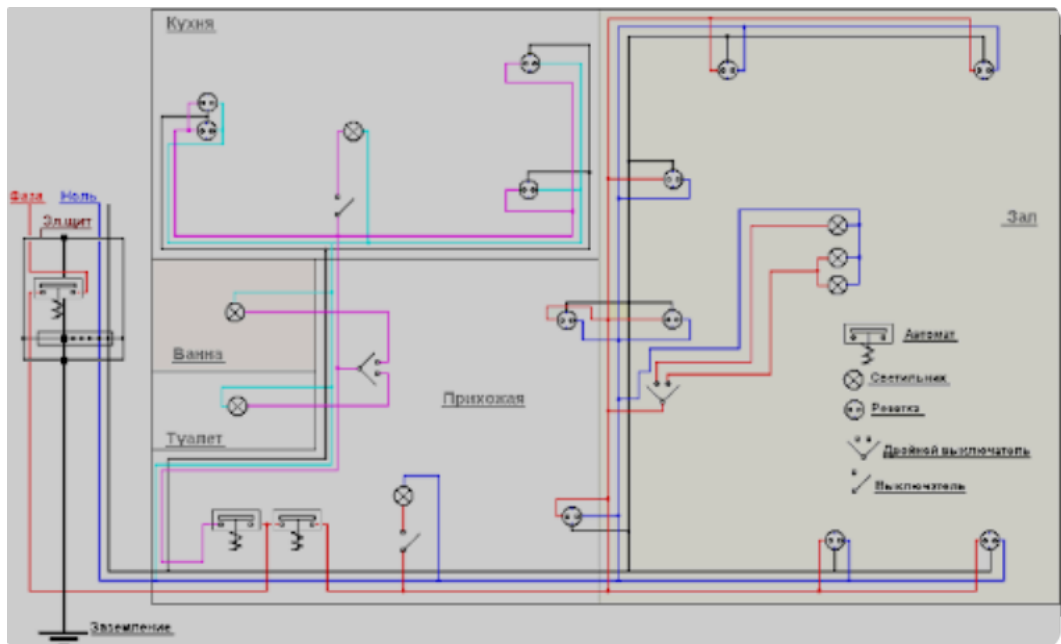 Кухня
Фаза
Ноль
Эл.щит
Зал
Ванна
Автомат
Светильник
Прихожая
Розетка
Туалет
Двойной выключатель
Выключатель
Заземление